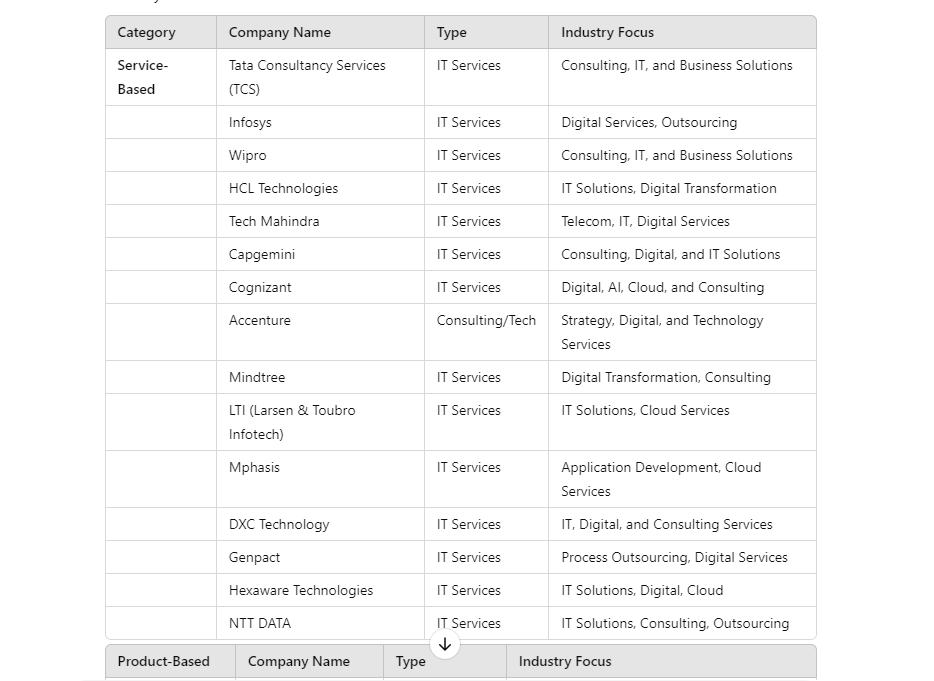 Category Company Name Type Industry Focus
Service- Tata Consultancy Services IT Services Consulting, IT, and Business Solutions
Based (TCS)
Infosys IT Services Digital Services, Outsourcing
Wipro IT Services Consulting, IT, and Business Solutions
HCL Technologies IT Services IT Solutions, Digital Transformation
Tech Mahindra IT Services Telecom, IT, Digital Services
Capgemini IT Services Consulting, Digital, and IT Solutions
Cognizant IT Services Digital, AI, Cloud, and Consulting
Accenture Consulting/Tech Strategy, Digital, and Technology
Services
Mindtree IT Services Digital Transformation, Consulting
LTI (Larsen & Toubro IT Services IT Solutions, Cloud Services
Infotech)
Mphasis IT Services Application Development, Cloud
Services
DXC Technology IT Services IT, Digital, and Consulting Services
Genpact IT Services Process Outsourcing, Digital Services
Hexaware Technologies IT Services IT Solutions, Digital, Cloud
NTT DATA IT Services IT Solutions, Consulting, Outsourcing
Product-Based Company Name Type Industry Focus